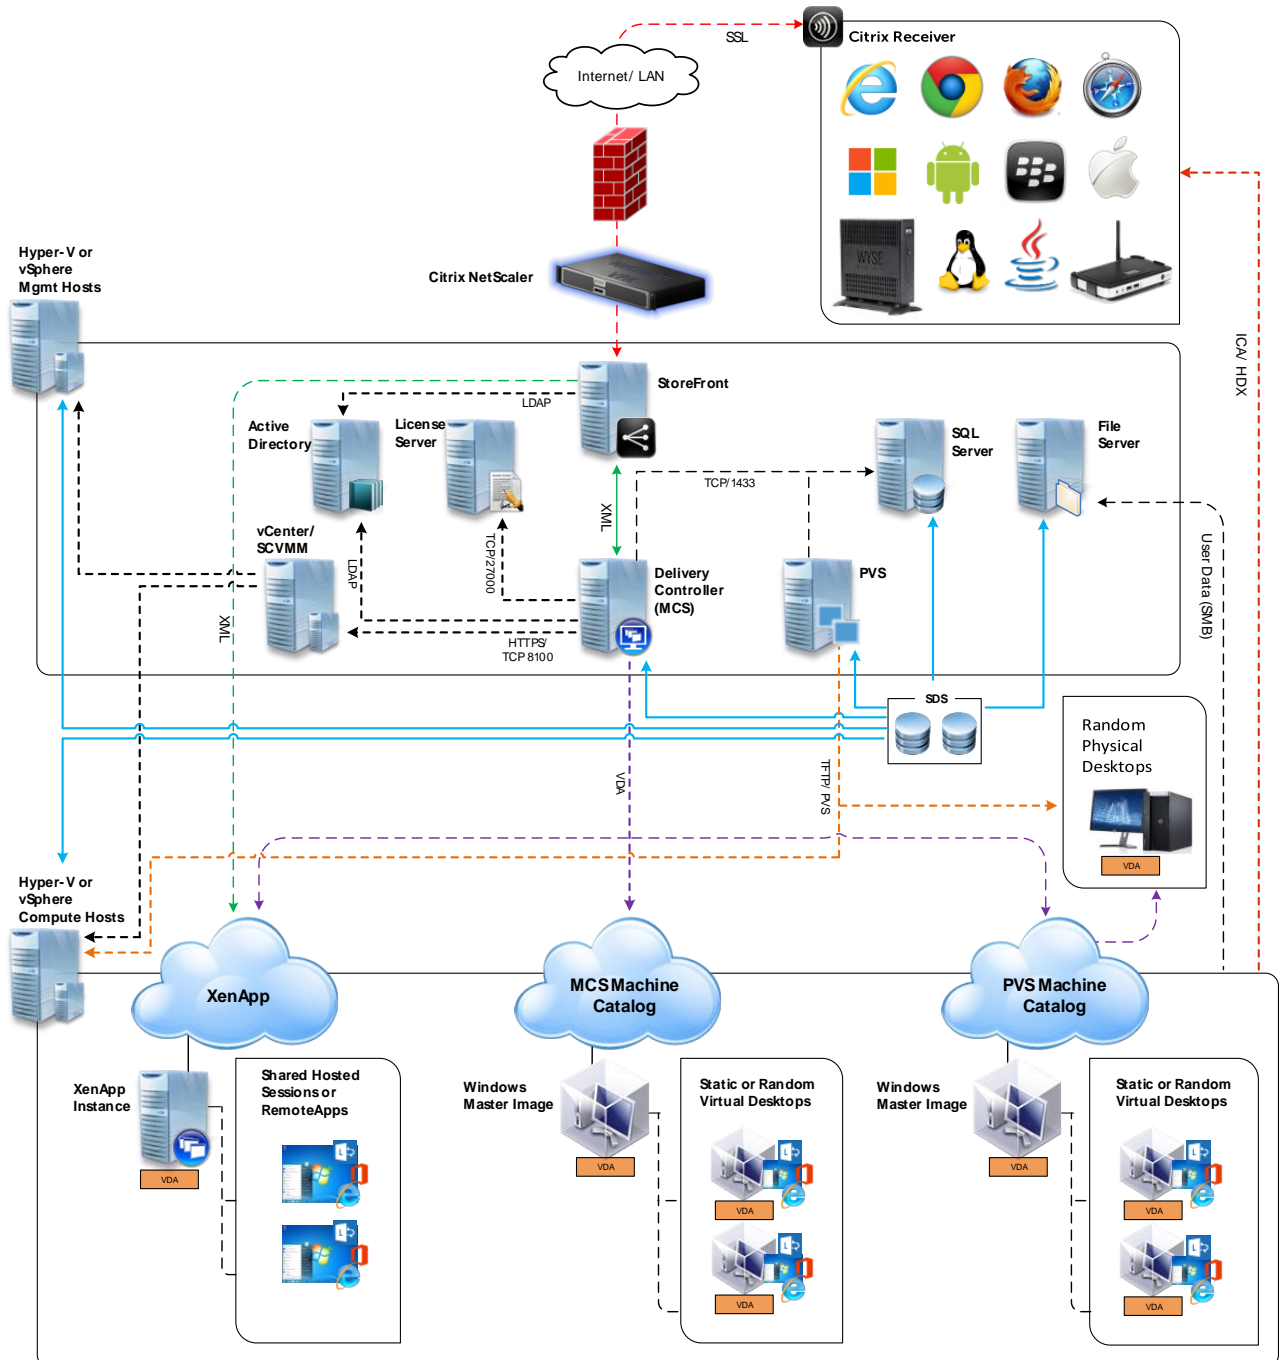 SSL
Citrix Receiver
Internet/ LAN
WYSE
Hyper-V or
vSphere
Mgmt Hosts
Citrix NetScaler
ICA/ HDX
StoreFront
LDAP
Active
Directory
License
Server
SQL
Server
File
Server
TCP/1433
XML
vCenter/
SCVMM
TCP/27000
LDAP
Delivery
Controller
(MCS)
PVS
User Data (SMB)
XML
HTTPS/
TCP 8100
SDS
Random
Physical
Desktops
VDA
TFTP/ PVS
VDA
Hyper-V or
vSphere
Compute Hosts
XenApp
MCS Machine
Catalog
PVS Machine
Catalog
XenApp
Instance
Shared Hosted
Sessions or
RemoteApps
Windows
Master Image
Static or Random
Virtual Desktops
Windows
Master Image
Static or Random
Virtual Desktops
VDA
VDA
VDA
VDA
VDA
VDA
VDA